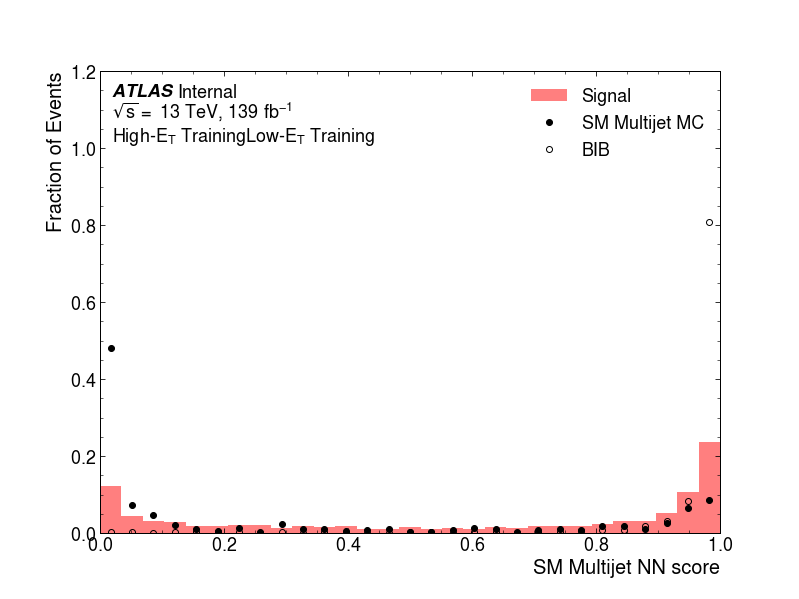 ATLAS Internal
√s = 13 TeV, 139 fb⁻¹
High-E_T TrainingLow-E_T Training
Signal
SM Multijet MC
BIB
Fraction of Events
1.2
1.0
0.8
0.6
0.4
0.2
0.0
0.0 0.2 0.4 0.6 0.8 1.0
SM Multijet NN score